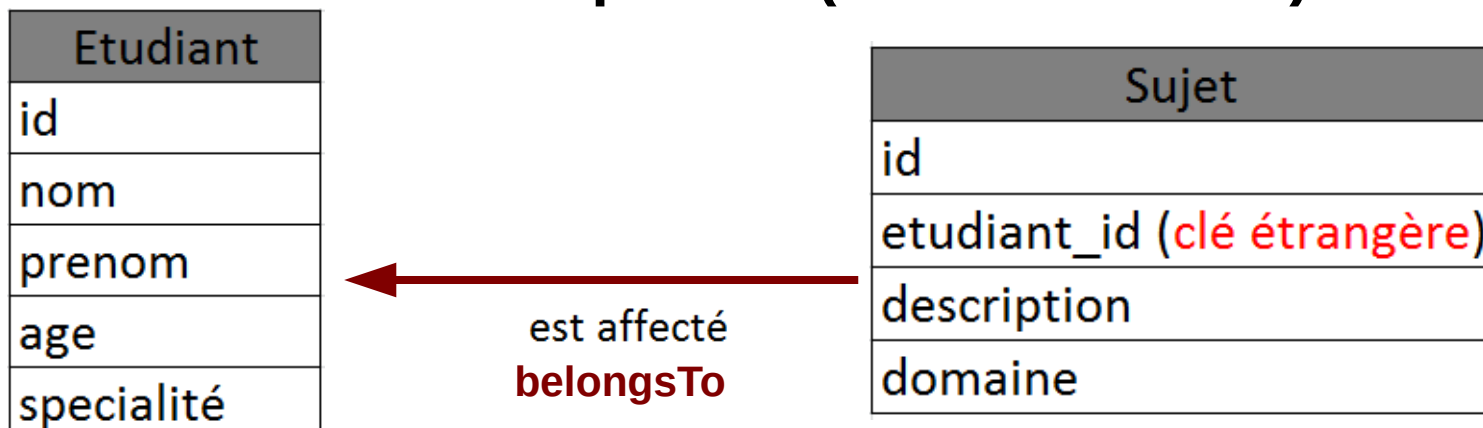 Etudiant
id
nom
prenom
age
specialité
est affecté
belongsTo
Sujet
id
etudiant_id (clé étrangère)
description
domaine